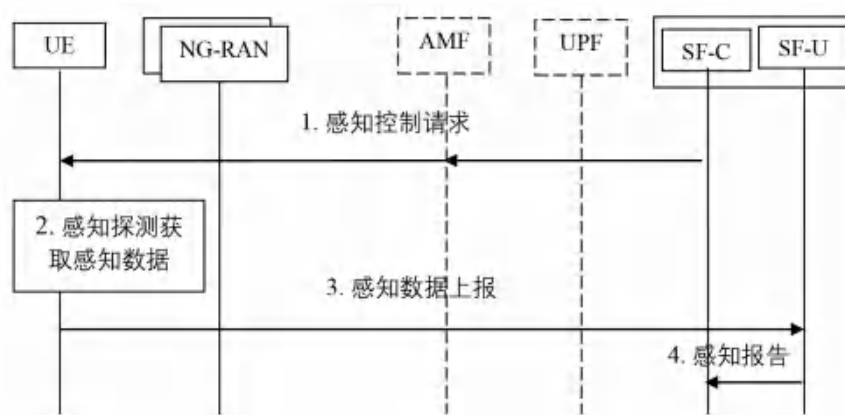 UE
NG-RAN
AMF
UPF
SF-C
SF-U
1. 感知控制请求
2. 感知探测获
取感知数据
3. 感知数据上报
4. 感知报告